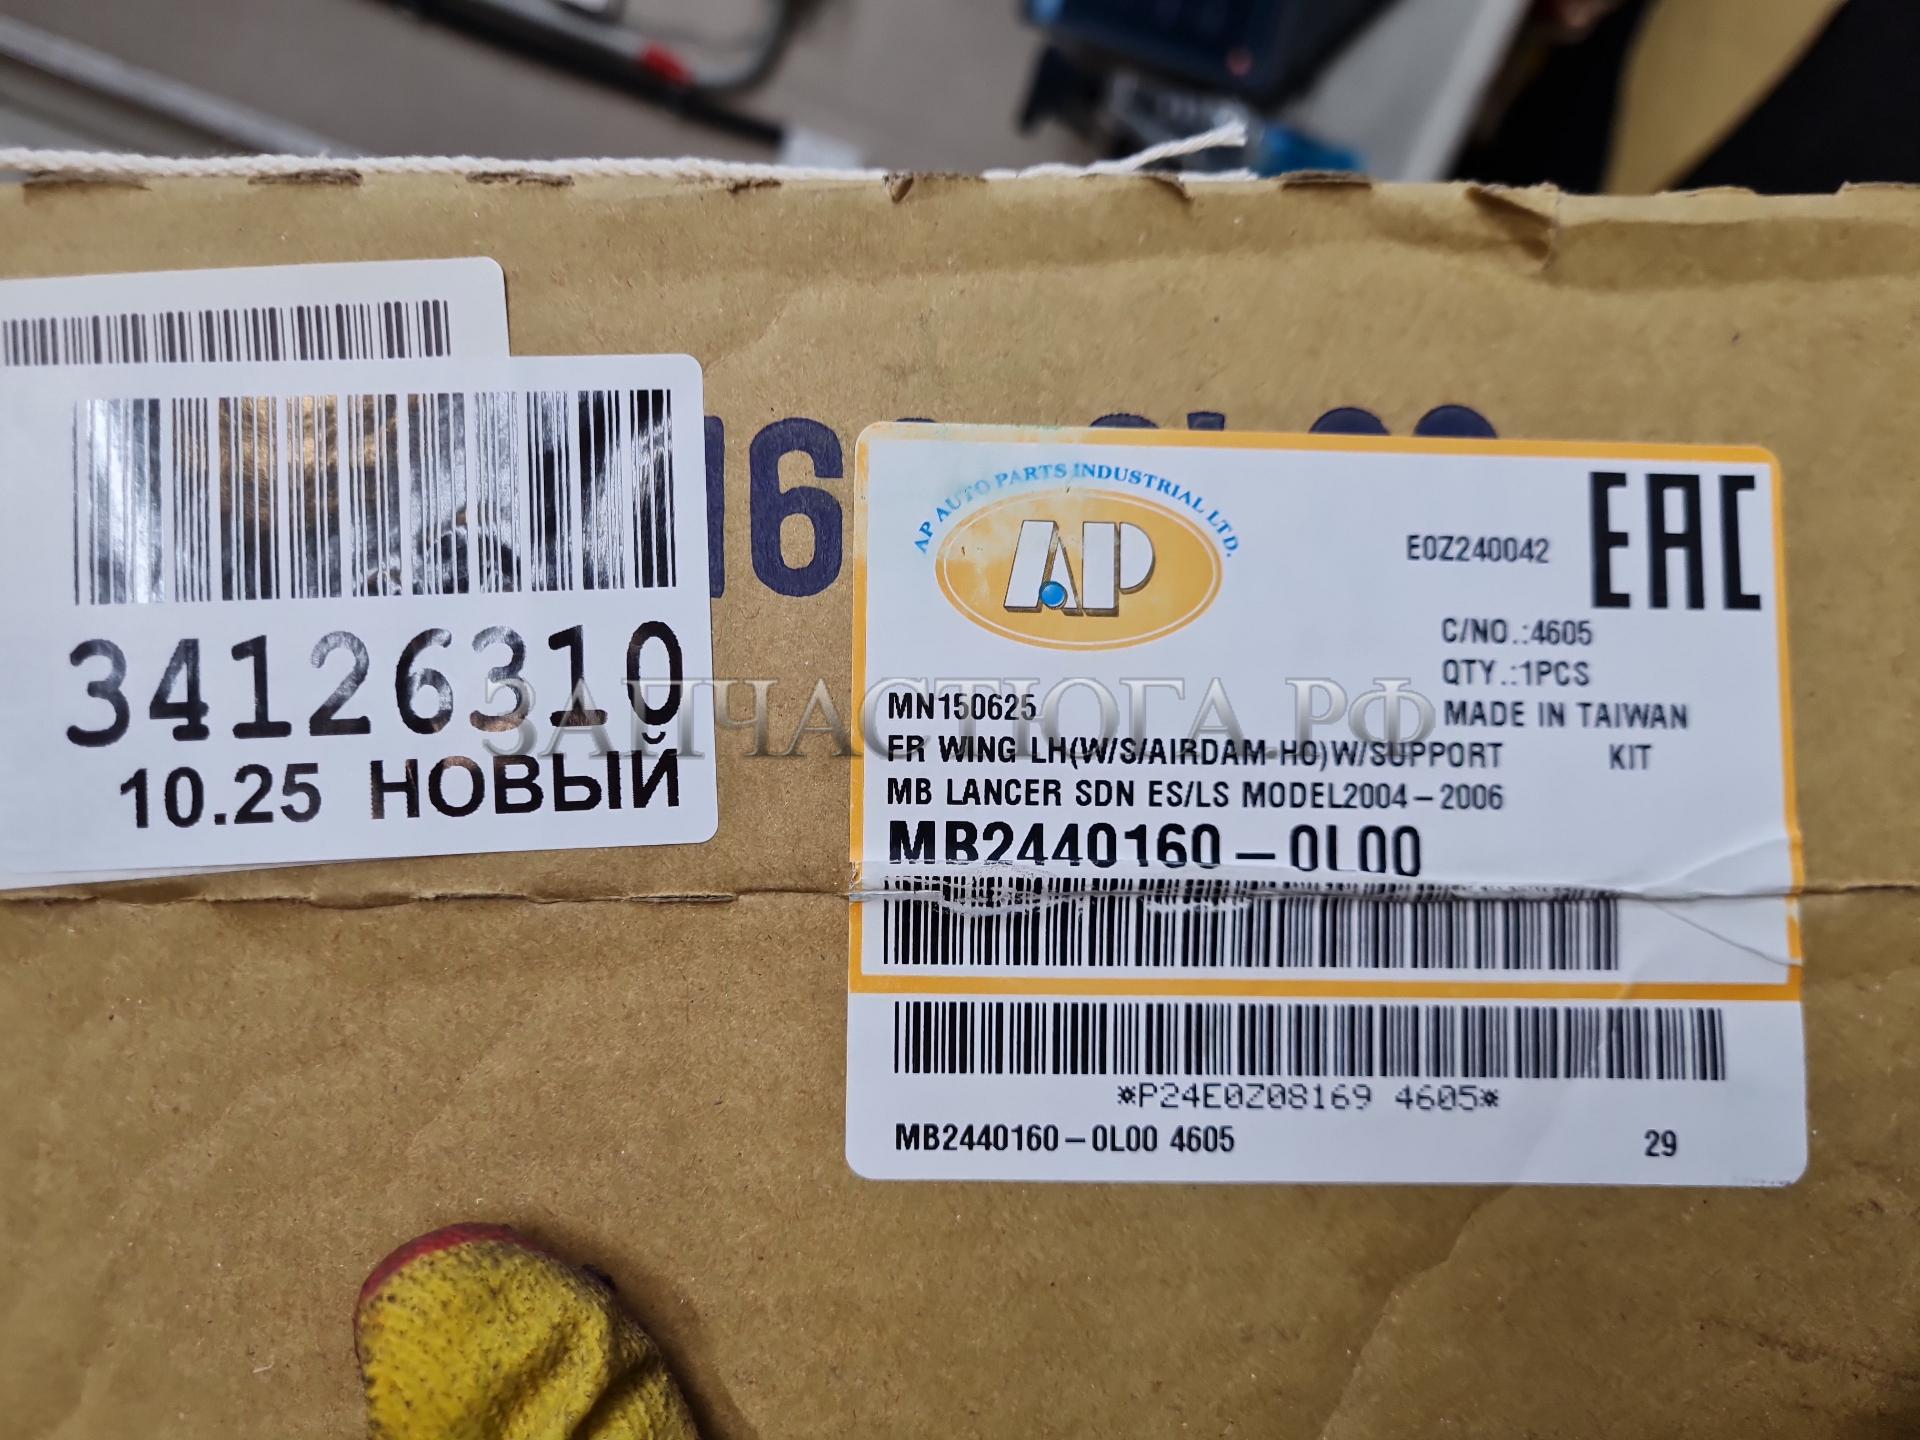 34126310
10.25 НОВЫЙ
16
AP AUTO PARTS INDUSTRIAL LTD.
AP
E0Z240042
EAC
C/NO.:4605
QTY.:1PCS
MADE IN TAIWAN
MN150625
FR WING LH(W/S/AIRDAM-HO)W/SUPPORT KIT
MB LANCER SDN ES/LS MODEL2004-2006
MB2440160-0L00
*P24E0Z08169 4605*
MB2440160-0L00 4605 29
ЗАПЧАСТЮГА.РФ